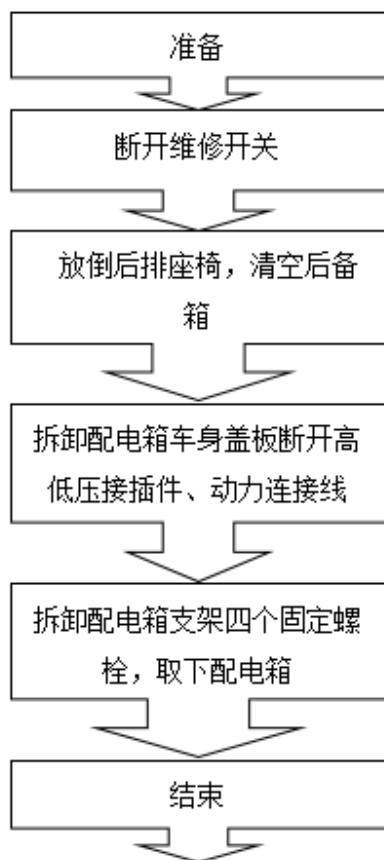 准备
断开维修开关
放倒后排座椅，清空后备
箱
拆卸配电箱车身盖板断开高
低压接插件、动力连接线
拆卸配电箱支架四个固定螺
栓，取下配电箱
结束